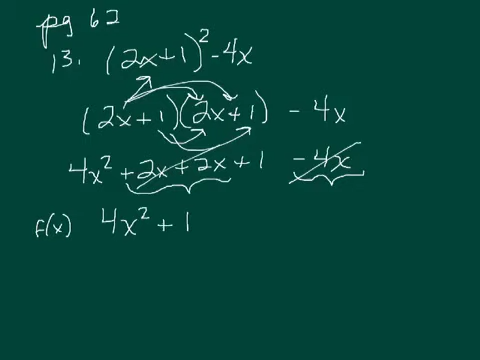 pg 62
13. (2x+1)² - 4x
(2x+1)(2x+1) - 4x
4x² + 2x + 2x + 1 - 4x
f(x) 4x² + 1